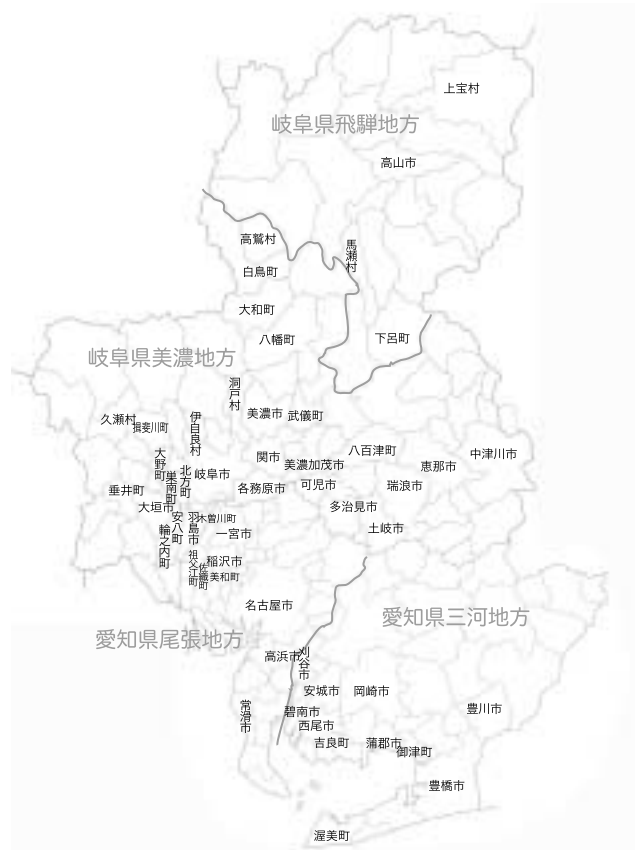 上宝村
岐阜県飛騨地方
高山市
高鷲村
馬瀬村
白鳥町
大和町
八幡町
下呂町
岐阜県美濃地方
洞戸村
美濃市
武儀町
久瀬村
揖斐川町
伊自良村
大野町
北方町
巣南町
岐阜市
関市
美濃加茂市
八百津町
恵那市
中津川市
垂井町
各務原市
可児市
瑞浪市
大垣市
安八町
羽島市
木曽川町
多治見市
土岐市
輪之内町
一宮市
祖父江町
佐織町
稲沢市
美和町
名古屋市
愛知県三河地方
愛知県尾張地方
高浜市
刈谷市
安城市
岡崎市
常滑市
碧南市
豊川市
西尾市
吉良町
蒲郡市
御津町
豊橋市
渥美町